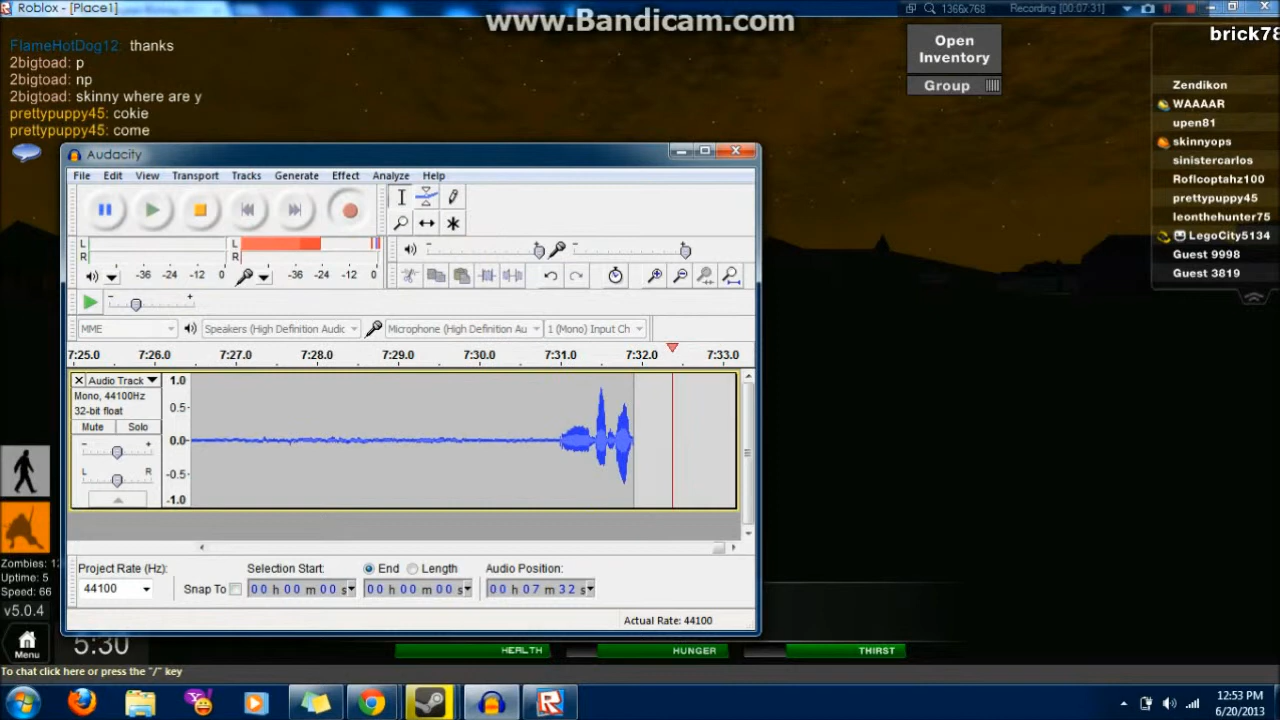 Roblox - [Place1]
www.Bandicam.com
1366x768
Recording [00:07:31]
FlameHotDog12: thanks
2bigtoad: p
2bigtoad: np
2bigtoad: skinny where are y
prettypuppy45: cokie
prettypuppy45: come
Open
Inventory
Group
brick78
Zendikon
WAAAAR
upen81
skinnyops
sinistercarlos
Roflcoptahz100
prettypuppy45
leonthehunter75
LegoCity5134
Guest 9998
Guest 3819
Audacity
File Edit View Transport Tracks Generate Effect Analyze Help
L
R
L
R
-36 -24 -12 0
-36 -24 -12 0
MME
Speakers (High Definition Audic
Microphone (High Definition Au
1 (Mono) Input Ch
7:25.0 7:26.0 7:27.0 7:28.0 7:29.0 7:30.0 7:31.0 7:32.0 7:33.0
Audio Track
Mono, 44100Hz
32-bit float
Mute Solo
L R
1.0
0.5
0.0
-0.5
-1.0
Project Rate (Hz):
44100
Snap To
Selection Start:
00 h 00 m 00 s
End
Length
00 h 00 m 00 s
Audio Position:
00 h 07 m 32 s
Actual Rate: 44100
Zombies: 12
Uptime: 5
Speed: 66
v5.0.4
Menu
5:30
HEALTH
HUNGER
THIRST
To chat click here or press the "/" key
12:53 PM
6/20/2013